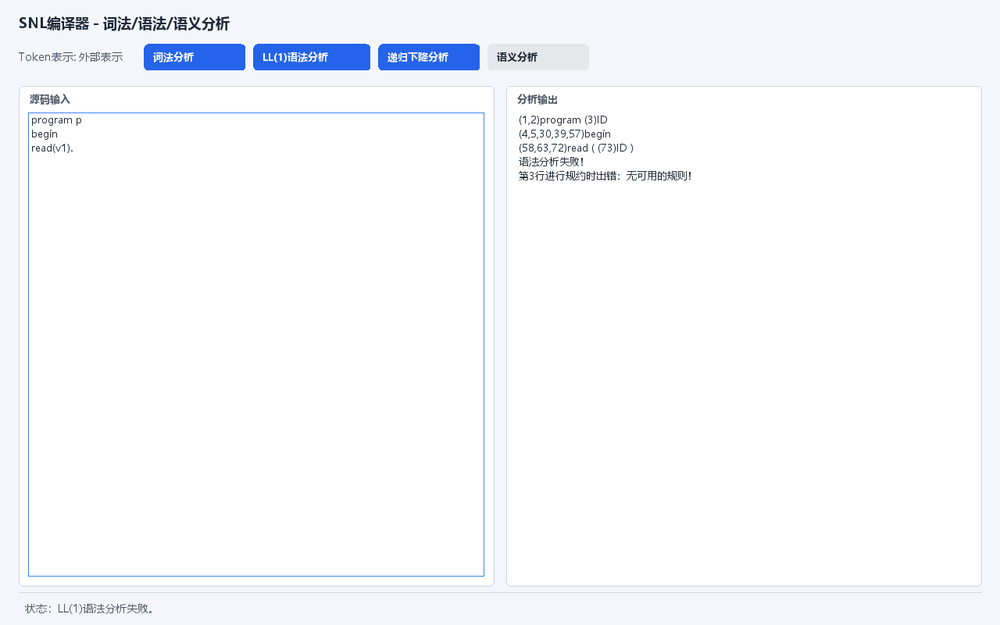 SNL编译器 - 词法/语法/语义分析
Token表示: 外部表示 词法分析 LL(1)语法分析 递归下降分析 语义分析
源码输入
program p
begin
read(v1).
分析输出
(1,2)program (3)ID
(4,5,30,39,57)begin
(58,63,72)read ( (73)ID )
语法分析失败！
第3行进行规约时出错：无可用的规则！
状态：LL(1)语法分析失败。